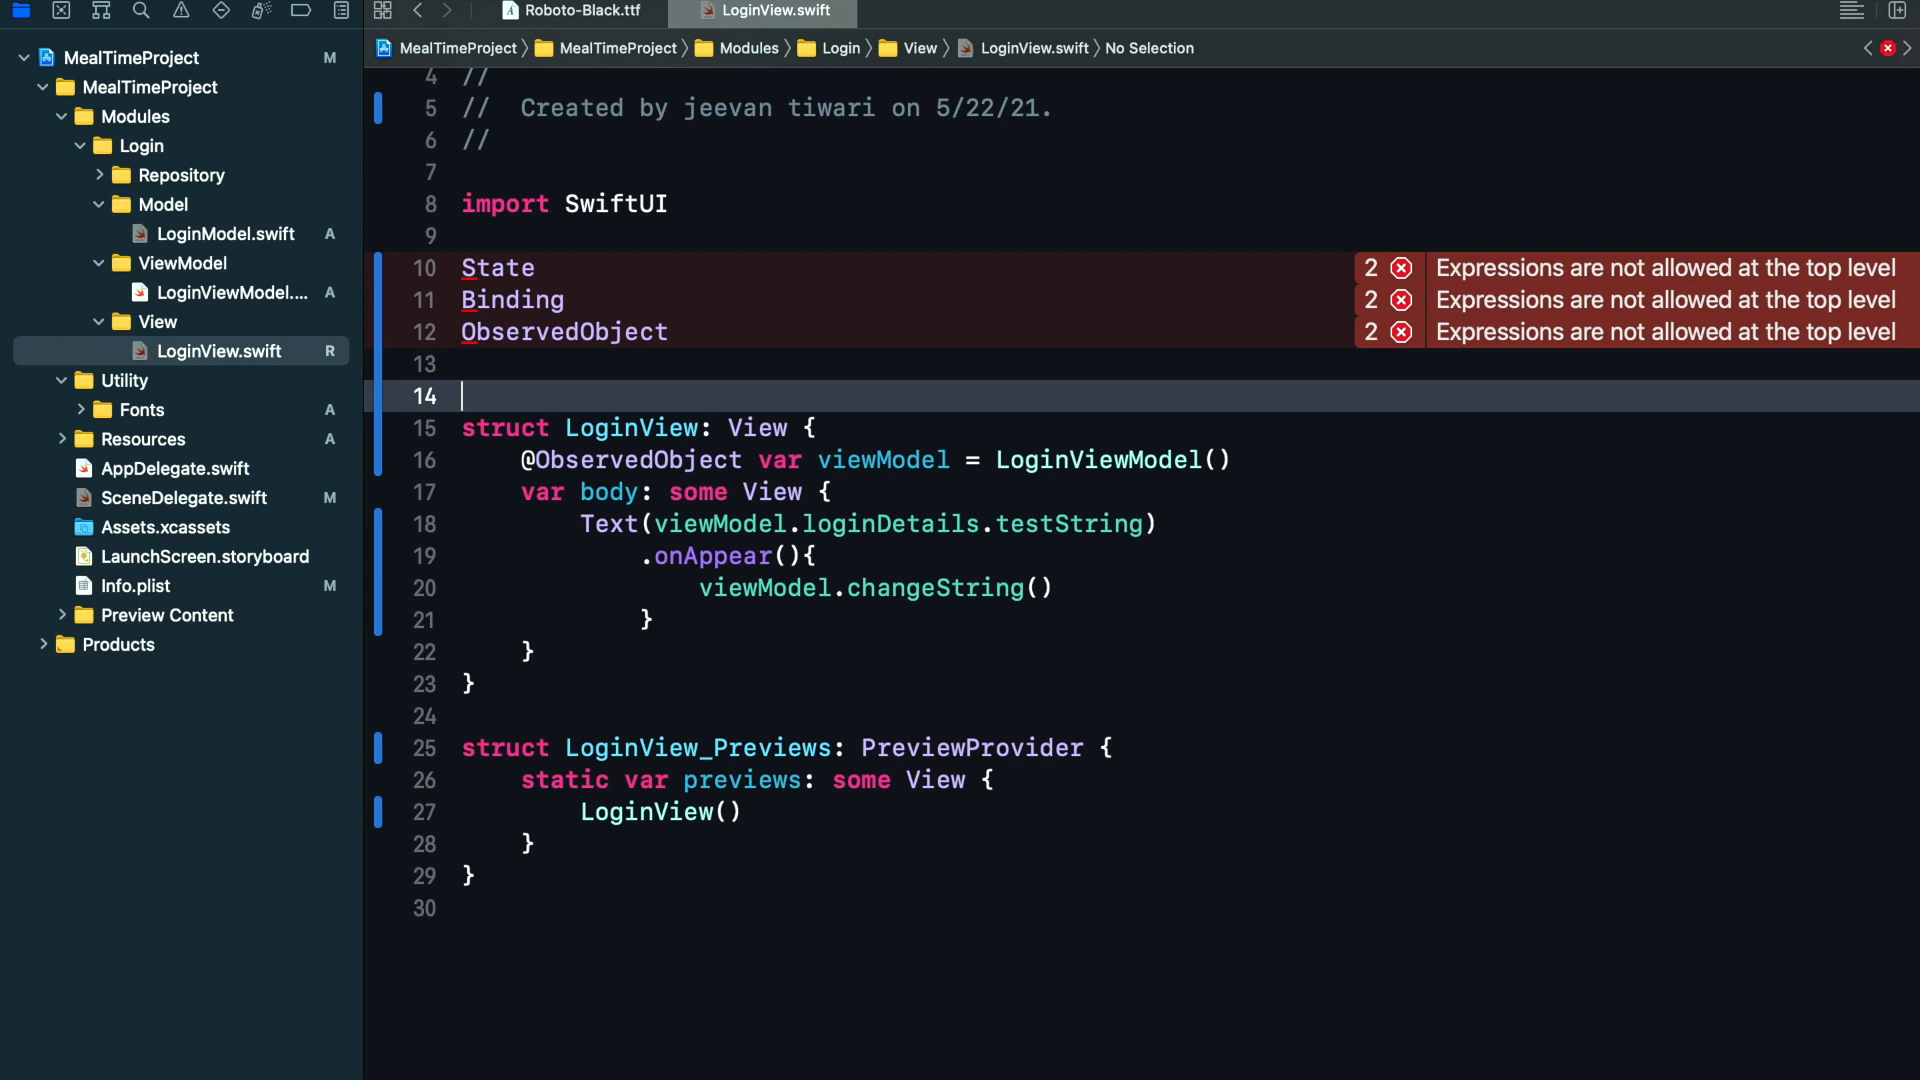 Roboto-Black.ttf
LoginView.swift
MealTimeProject M
MealTimeProject
Modules
Login
Repository
Model
LoginModel.swift A
ViewModel
LoginViewModel.... A
View
LoginView.swift R
Utility
Fonts A
Resources A
AppDelegate.swift
SceneDelegate.swift M
Assets.xcassets
LaunchScreen.storyboard
Info.plist M
Preview Content
Products
MealTimeProject 〉 MealTimeProject 〉 Modules 〉 Login 〉 View 〉 LoginView.swift 〉 No Selection
4 //
5 //  Created by jeevan tiwari on 5/22/21.
6 //
7
8 import SwiftUI
9
10 State 2 Expressions are not allowed at the top level
11 Binding 2 Expressions are not allowed at the top level
12 ObservedObject 2 Expressions are not allowed at the top level
13
14
15 struct LoginView: View {
16     @ObservedObject var viewModel = LoginViewModel()
17     var body: some View {
18         Text(viewModel.loginDetails.testString)
19             .onAppear(){
20                 viewModel.changeString()
21             }
22     }
23 }
24
25 struct LoginView_Previews: PreviewProvider {
26     static var previews: some View {
27         LoginView()
28     }
29 }
30